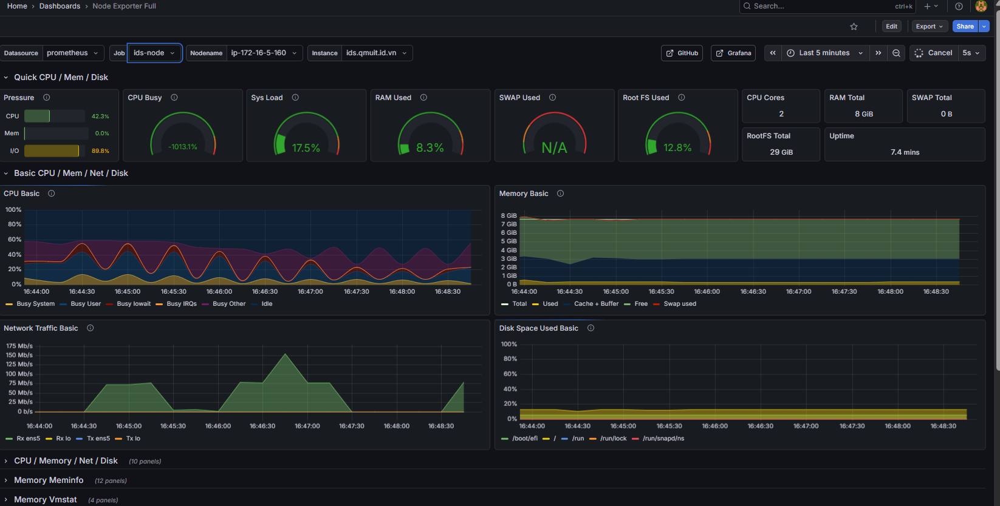 Home › Dashboards › Node Exporter Full
Search... ctrl+k
Edit Export Share
Datasource prometheus Job ids-node Nodename ip-172-16-5-160 Instance ids.qmuit.id.vn GitHub Grafana Last 5 minutes Cancel 5s
Quick CPU / Mem / Disk
Pressure
CPU 42.3%
Mem 0.0%
I/O 89.8%
CPU Busy
-1013.1%
Sys Load
17.5%
RAM Used
8.3%
SWAP Used
N/A
Root FS Used
12.8%
CPU Cores
2
RAM Total
8 GiB
SWAP Total
0 B
RootFS Total
29 GiB
Uptime
7.4 mins
Basic CPU / Mem / Net / Disk
CPU Basic
100%
80%
60%
40%
20%
0%
16:44:00 16:44:30 16:45:00 16:45:30 16:46:00 16:46:30 16:47:00 16:47:30 16:48:00 16:48:30
Busy System Busy User Busy Iowait Busy IRQs Busy Other Idle
Memory Basic
8 GiB
7 GiB
6 GiB
5 GiB
4 GiB
3 GiB
2 GiB
1 GiB
0 B
16:44:00 16:44:30 16:45:00 16:45:30 16:46:00 16:46:30 16:47:00 16:47:30 16:48:00 16:48:30
Total Used Cache + Buffer Free Swap used
Network Traffic Basic
175 Mb/s
150 Mb/s
125 Mb/s
100 Mb/s
75 Mb/s
50 Mb/s
25 Mb/s
0 b/s
16:44:00 16:44:30 16:45:00 16:45:30 16:46:00 16:46:30 16:47:00 16:47:30 16:48:00 16:48:30
Rx ens5 Rx lo Tx ens5 Tx lo
Disk Space Used Basic
100%
80%
60%
40%
20%
0%
16:44:00 16:44:30 16:45:00 16:45:30 16:46:00 16:46:30 16:47:00 16:47:30 16:48:00 16:48:30
/boot/efi / /run /run/lock /run/snapd/ns
CPU / Memory / Net / Disk (10 panels)
Memory Meminfo (12 panels)
Memory Vmstat (4 panels)